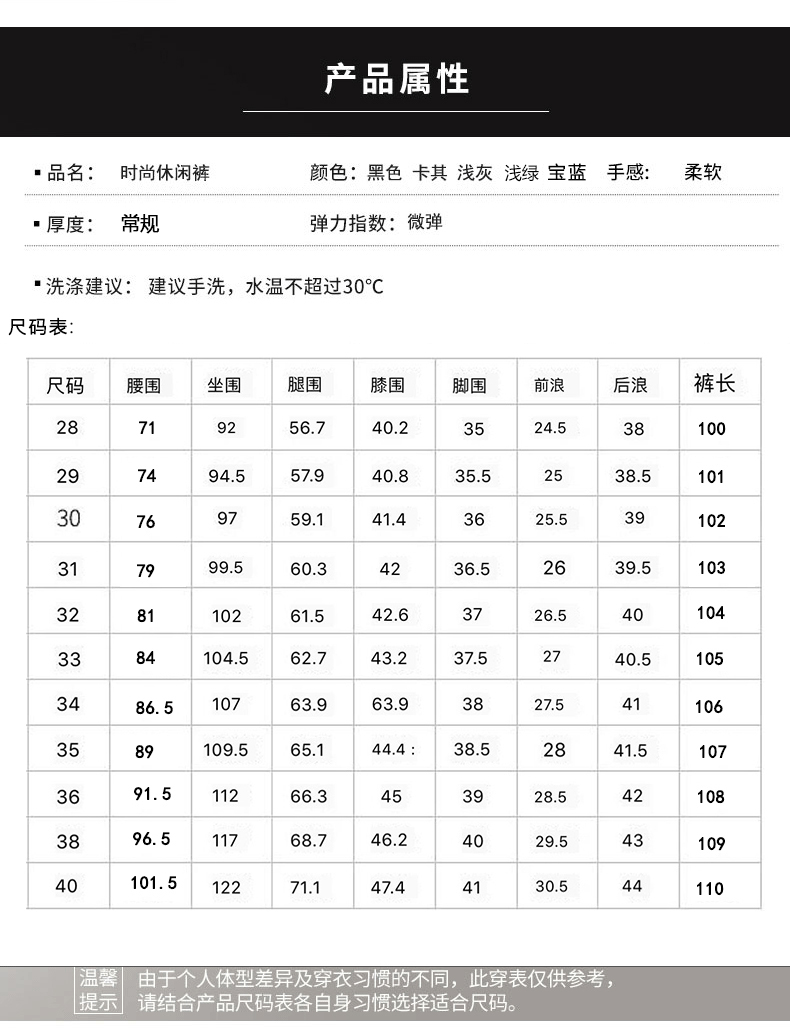 产品属性
品名： 时尚休闲裤 颜色：黑色 卡其 浅灰 浅绿 宝蓝 手感: 柔软
厚度： 常规 弹力指数：微弹
洗涤建议： 建议手洗，水温不超过30℃
尺码表:
尺码 腰围 坐围 腿围 膝围 脚围 前浪 后浪 裤长
28 71 92 56.7 40.2 35 24.5 38 100
29 74 94.5 57.9 40.8 35.5 25 38.5 101
30 76 97 59.1 41.4 36 25.5 39 102
31 79 99.5 60.3 42 36.5 26 39.5 103
32 81 102 61.5 42.6 37 26.5 40 104
33 84 104.5 62.7 43.2 37.5 27 40.5 105
34 86.5 107 63.9 63.9 38 27.5 41 106
35 89 109.5 65.1 44.4 : 38.5 28 41.5 107
36 91.5 112 66.3 45 39 28.5 42 108
38 96.5 117 68.7 46.2 40 29.5 43 109
40 101.5 122 71.1 47.4 41 30.5 44 110
温馨 由于个人体型差异及穿衣习惯的不同，此穿表仅供参考，
提示 请结合产品尺码表各自身习惯选择适合尺码。